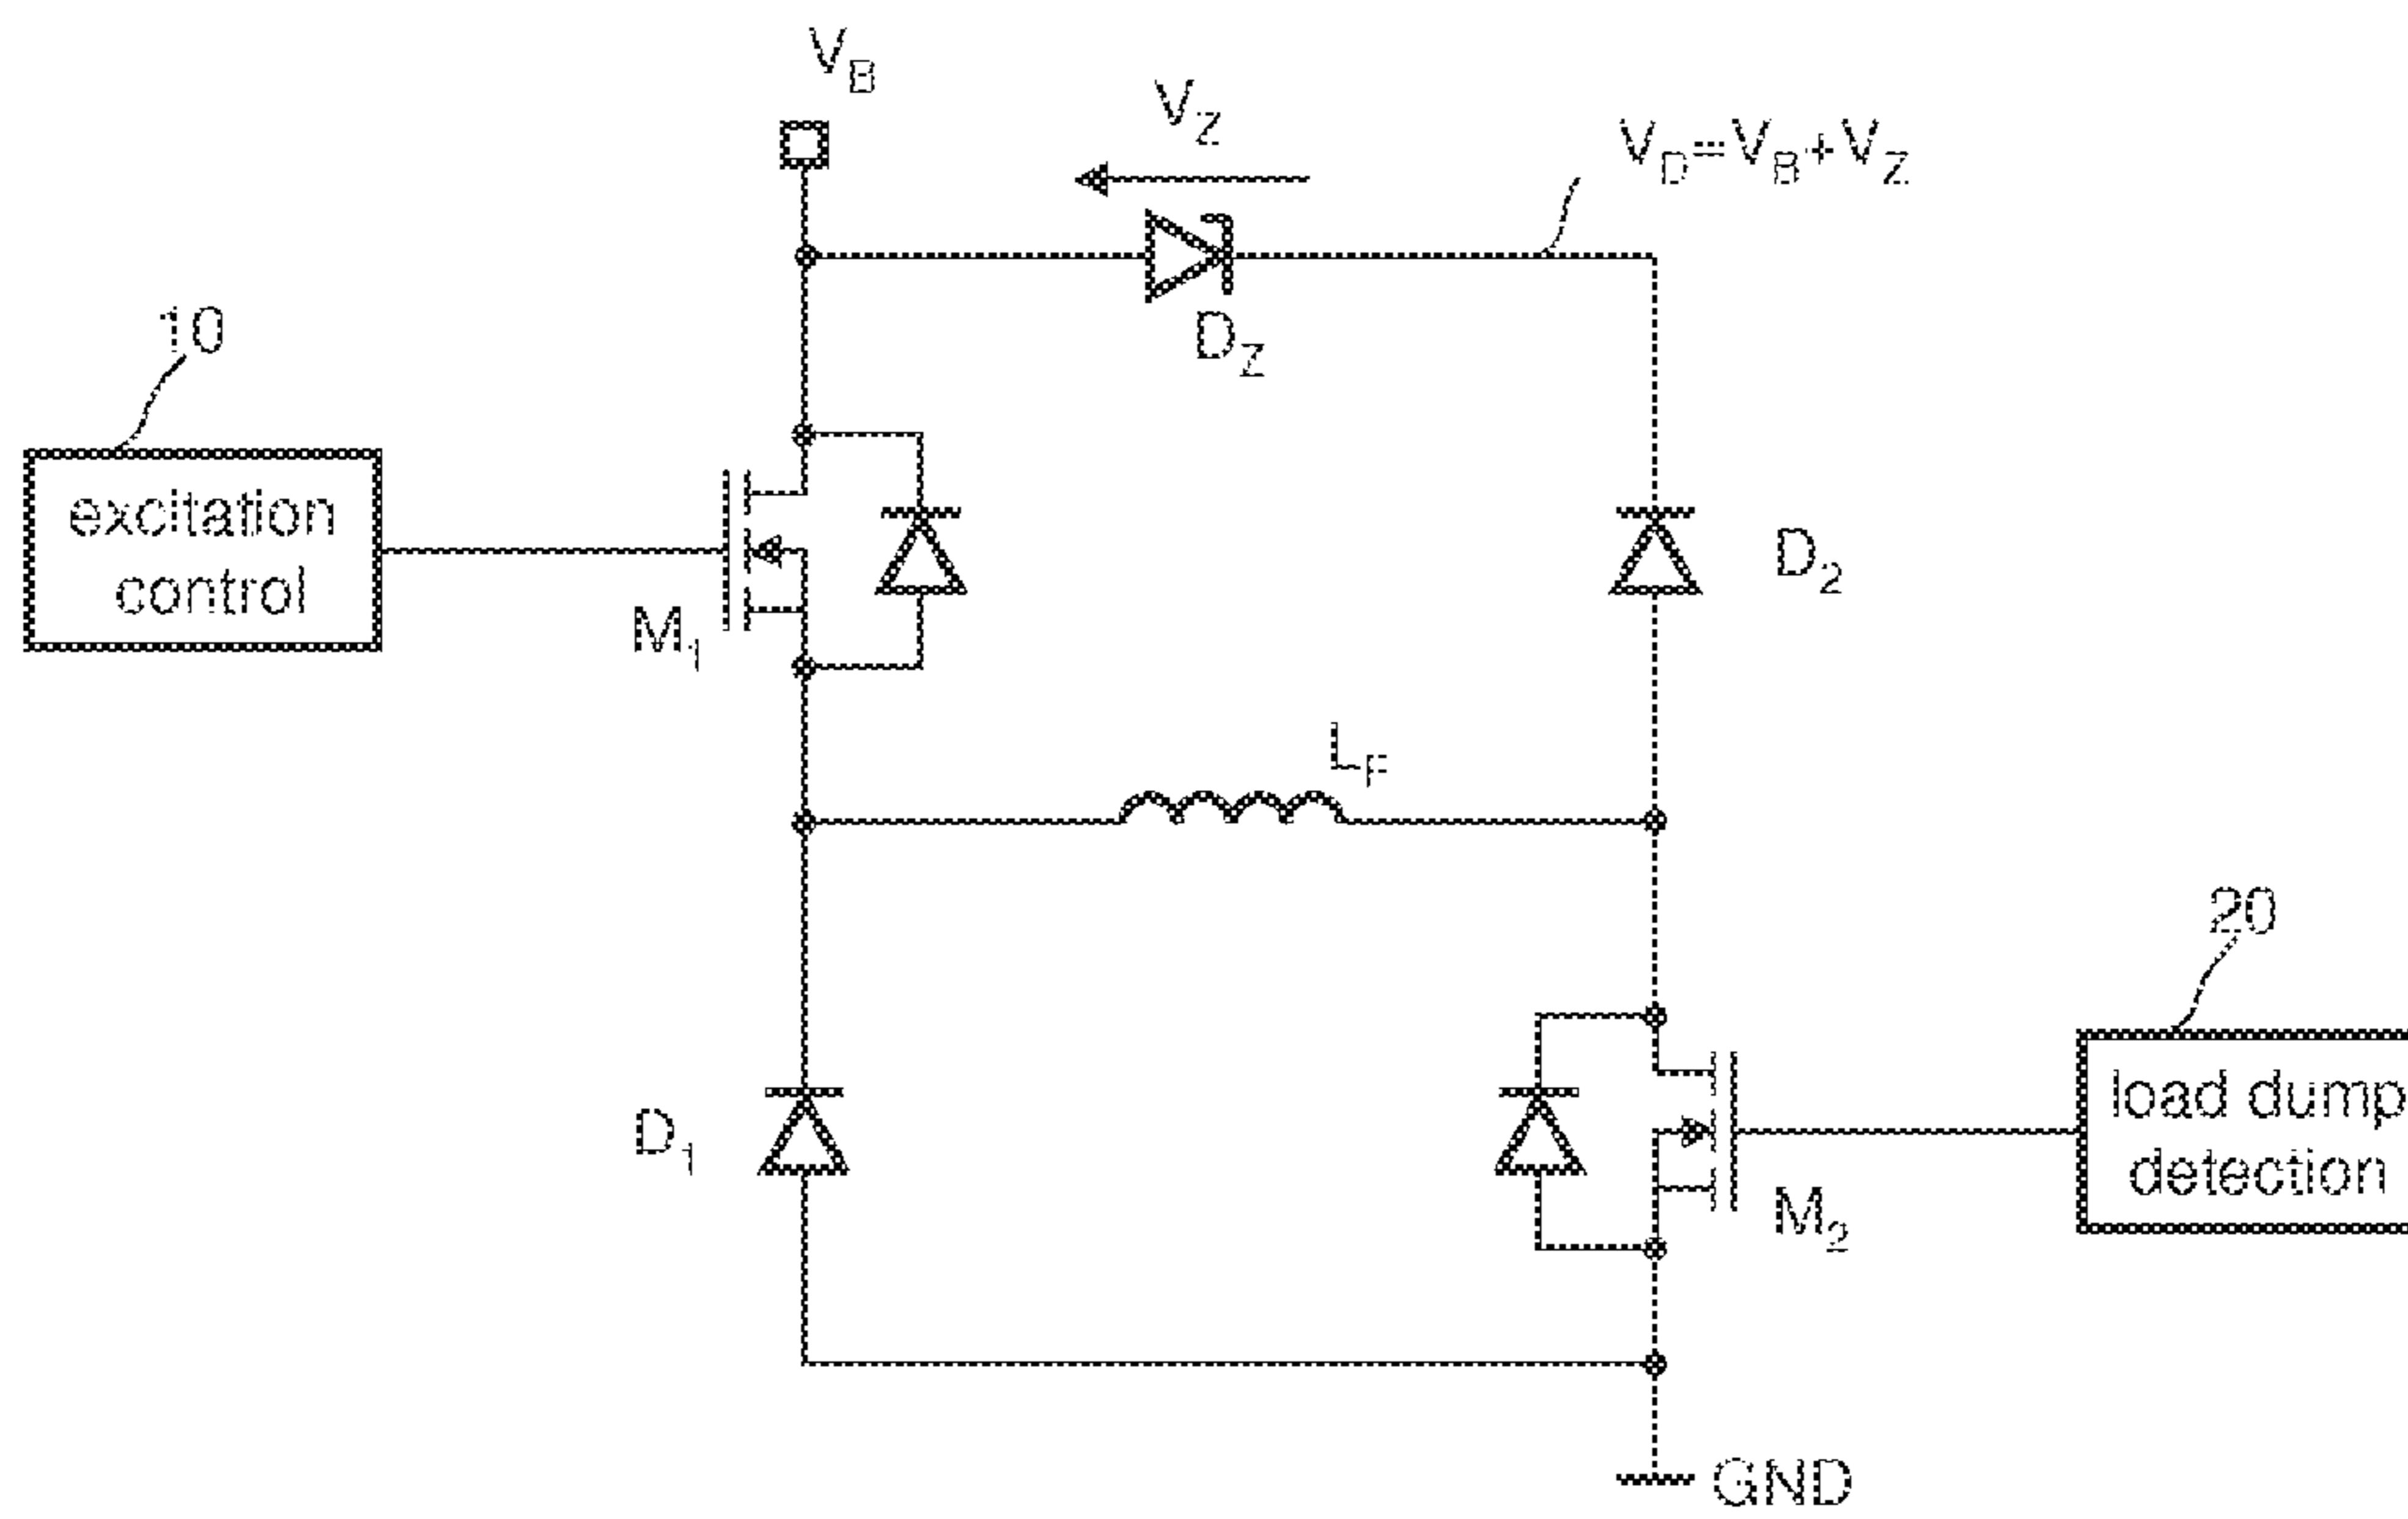 V_B
V_Z
V_D=V_B+V_Z
D_Z
10
excitation
control
M_1
D_2
L_F
20
load dump
detection
D_1
M_2
GND